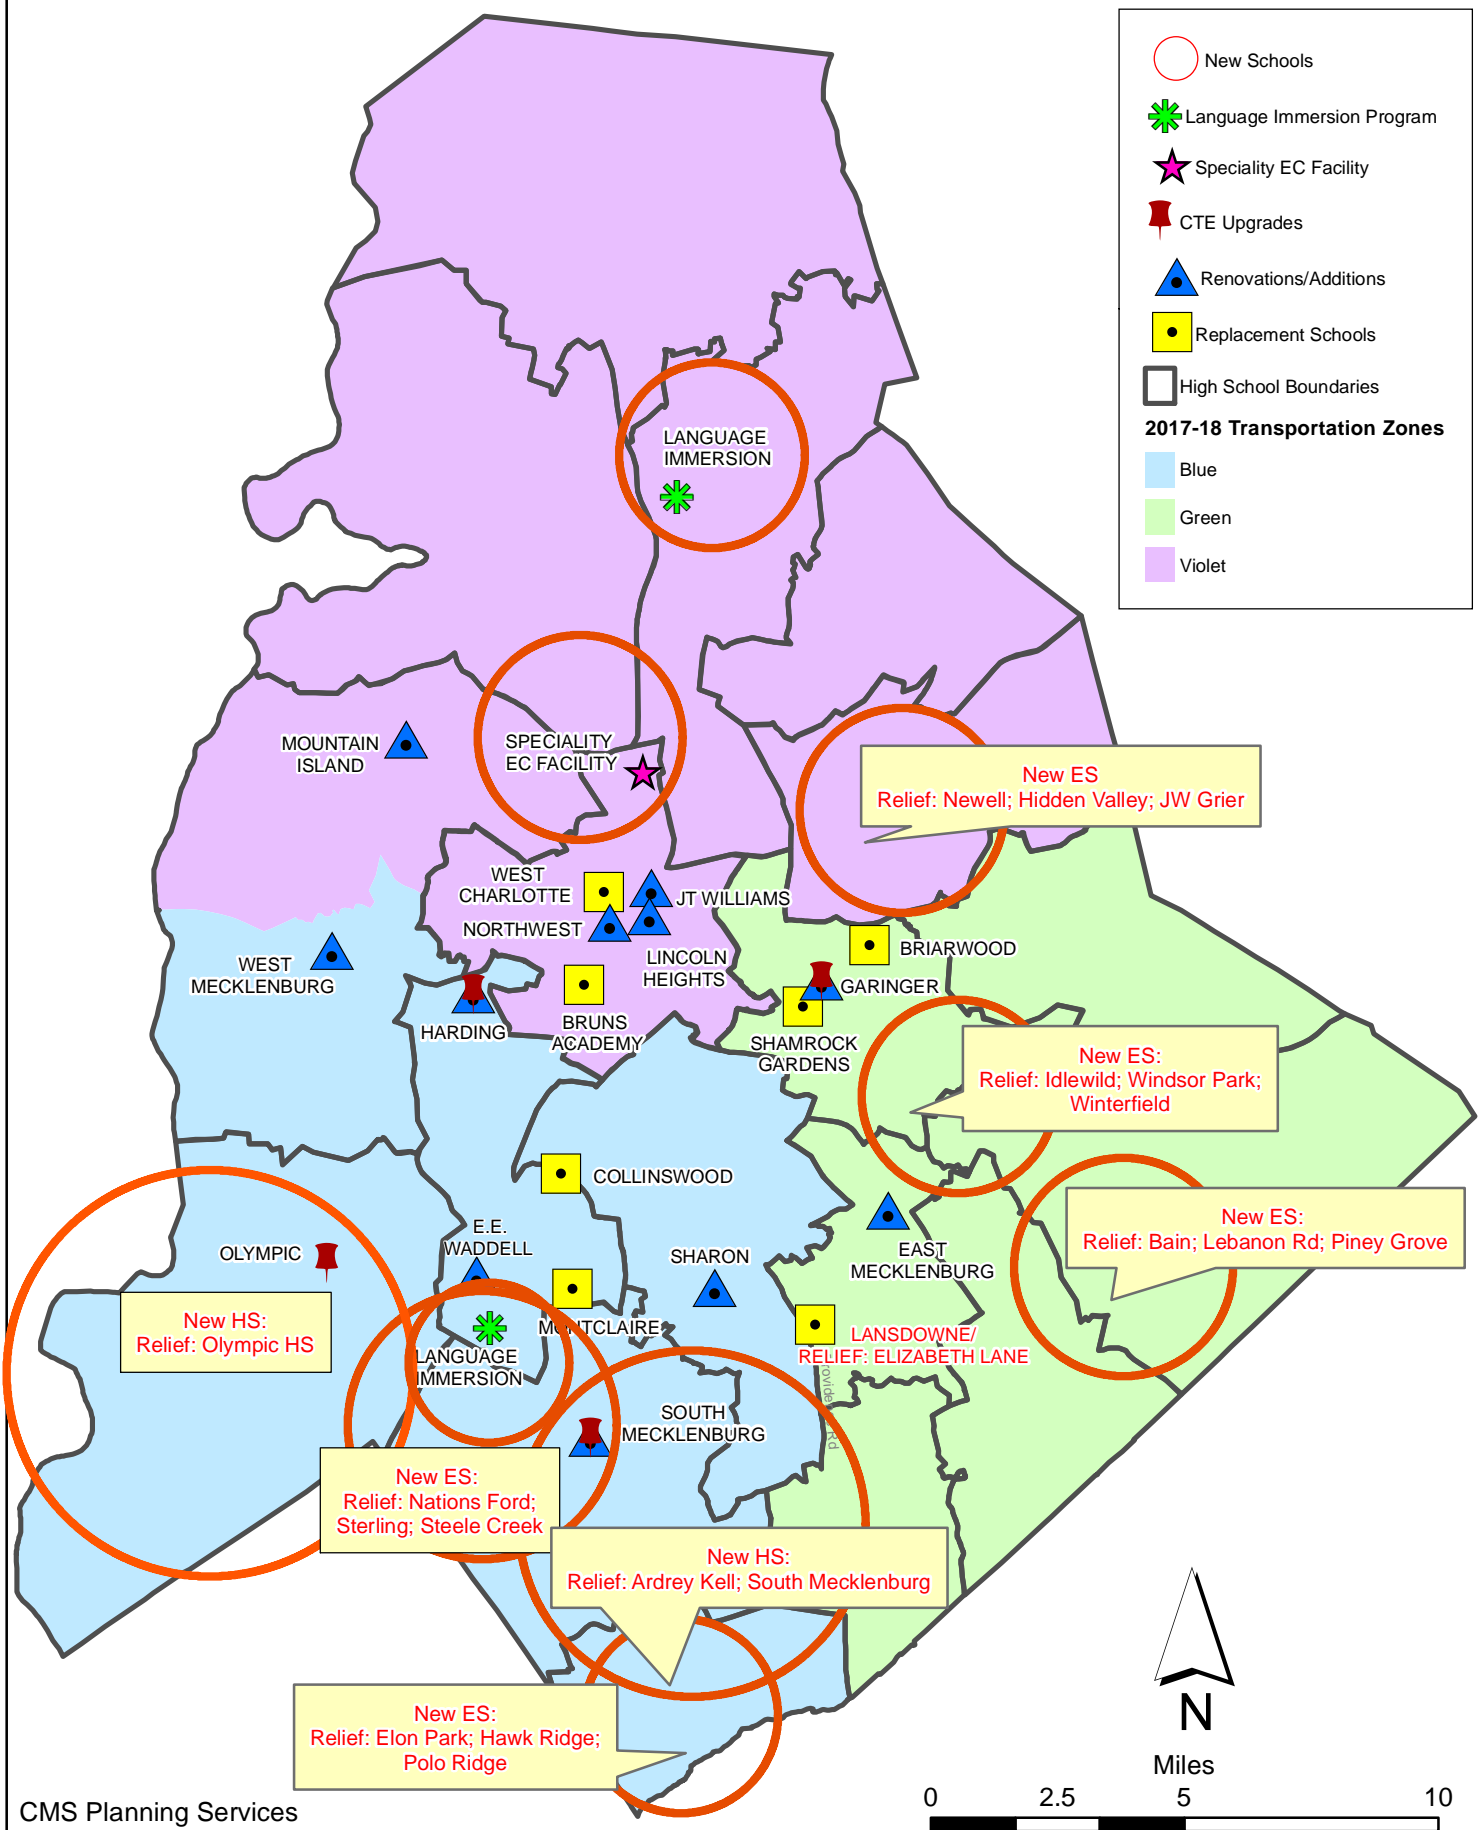 New Schools
Language Immersion Program
Speciality EC Facility
CTE Upgrades
Renovations/Additions
Replacement Schools
High School Boundaries
2017-18 Transportation Zones
Blue
Green
Violet
LANGUAGE
IMMERSION
MOUNTAIN
ISLAND
SPECIALITY
EC FACILITY
New ES
Relief: Newell; Hidden Valley; JW Grier
WEST
CHARLOTTE
JT WILLIAMS
NORTHWEST
LINCOLN
HEIGHTS
BRIARWOOD
WEST
MECKLENBURG
GARINGER
HARDING
BRUNS
ACADEMY
SHAMROCK
GARDENS
New ES:
Relief: Idlewild; Windsor Park;
Winterfield
COLLINSWOOD
E.E.
WADDELL
OLYMPIC
SHARON
EAST
MECKLENBURG
New ES:
Relief: Bain; Lebanon Rd; Piney Grove
New HS:
Relief: Olympic HS
MONTCLAIRE
LANSDOWNE/
RELIEF: ELIZABETH LANE
LANGUAGE
IMMERSION
SOUTH
MECKLENBURG
Rd
New ES:
Relief: Nations Ford;
Sterling; Steele Creek
New HS:
Relief: Ardrey Kell; South Mecklenburg
New ES:
Relief: Elon Park; Hawk Ridge;
Polo Ridge
N
Miles
0 2.5 5 10
CMS Planning Services